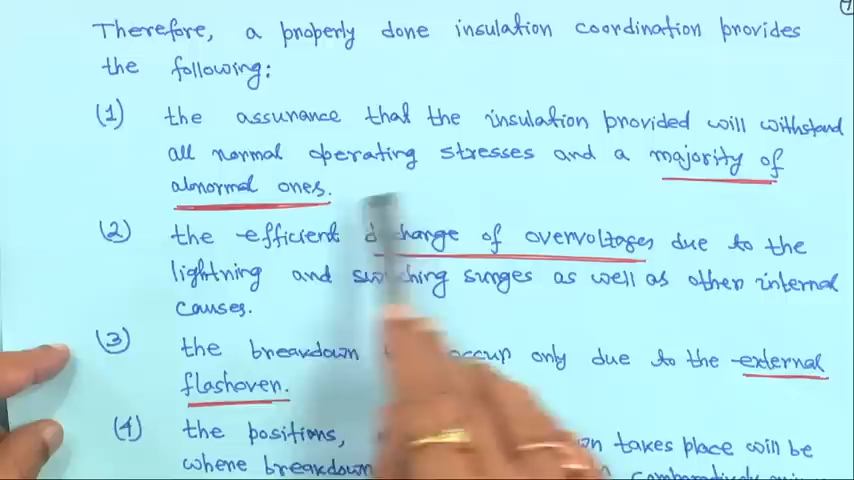 Therefore, a properly done insulation coordination provides
the following:
(1) the assurance that the insulation provided will withstand
all normal operating stresses and a majority of
abnormal ones.
(2) the efficient of overvoltages due to the
lightning and surges as well as other internal
causes.
(3) the breakdown only due to the external
flashover.
(4) the positions, takes place will be
where breakdown